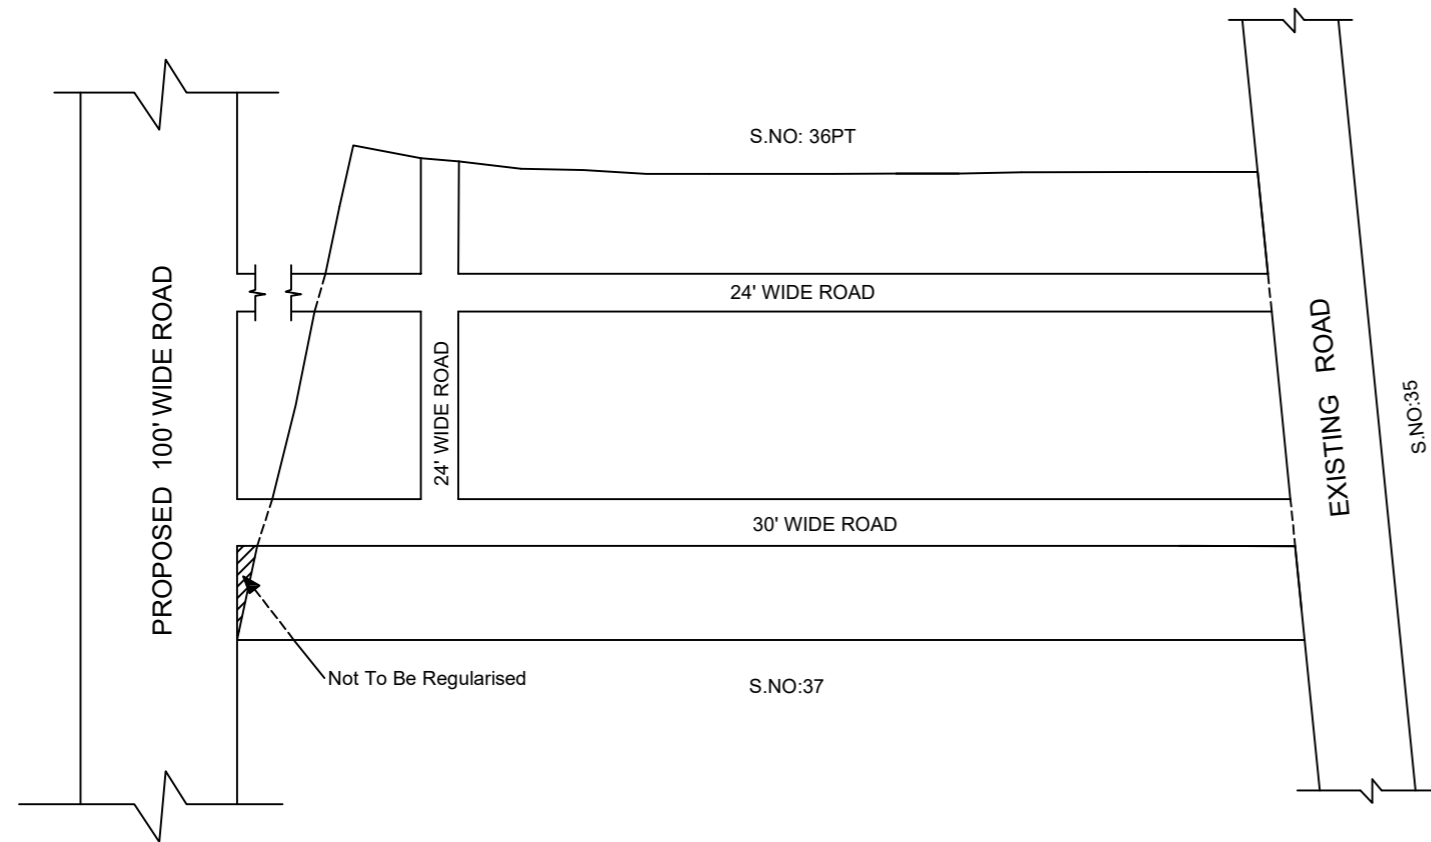 S.NO: 36PT
PROPOSED 100' WIDE ROAD
24' WIDE ROAD
24' WIDE ROAD
EXISTING ROAD
S.NO:35
30' WIDE ROAD
Not To Be Regularised
S.NO:37